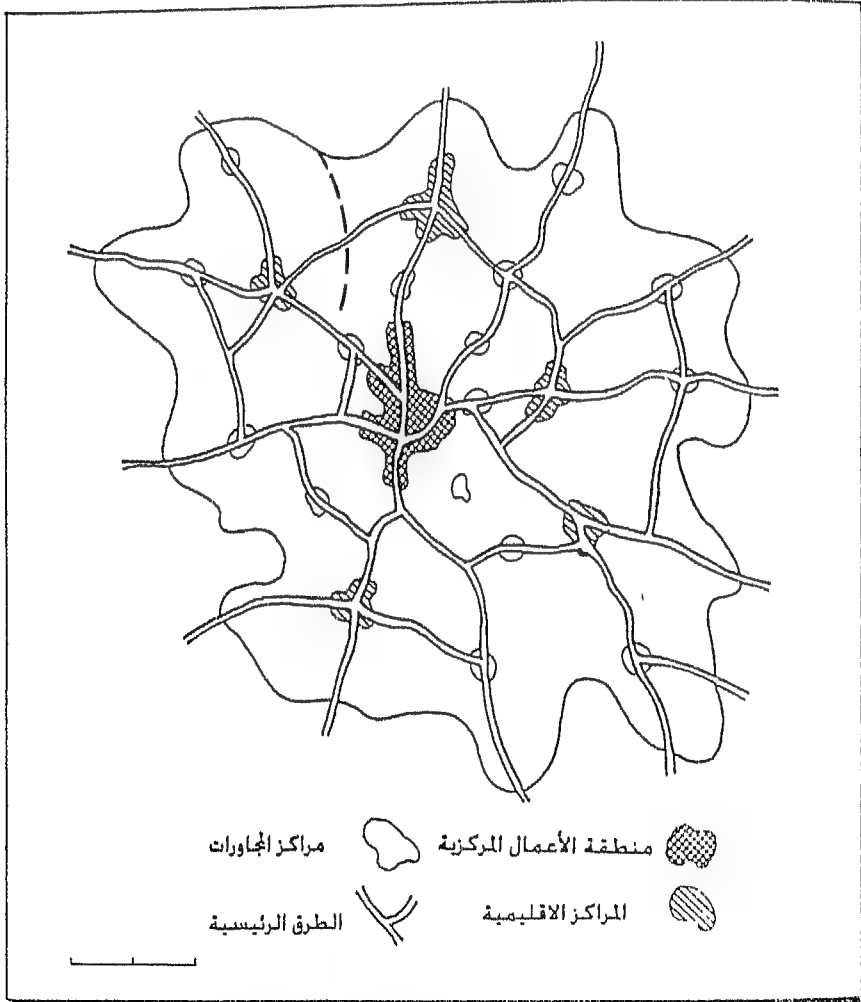 منطقة الأعمال المركزية
مراكز المجاورات
المراكز الاقليمية
الطرق الرئيسية